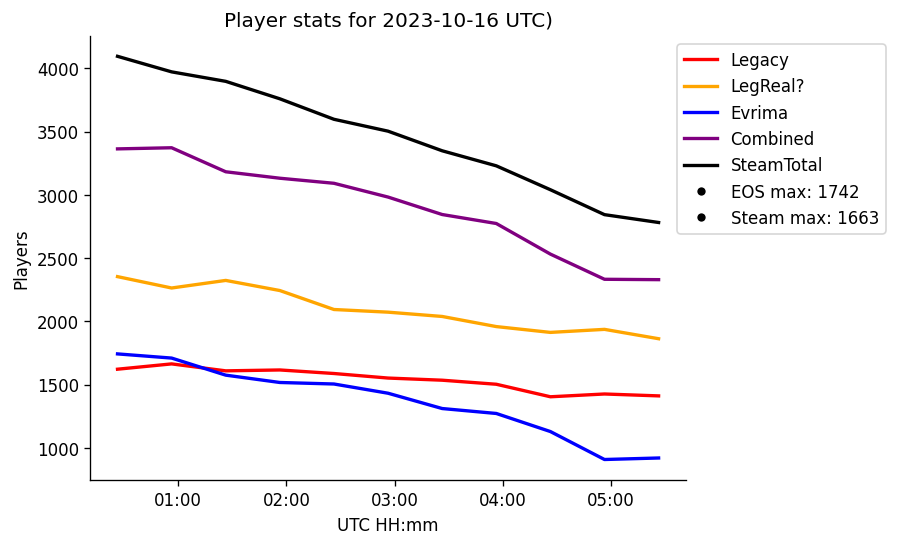 Player stats for 2023-10-16 UTC)
4000
3500
3000
2500
2000
1500
1000
Players
01:00 02:00 03:00 04:00 05:00
UTC HH:mm
Legacy
LegReal?
Evrima
Combined
SteamTotal
EOS max: 1742
Steam max: 1663